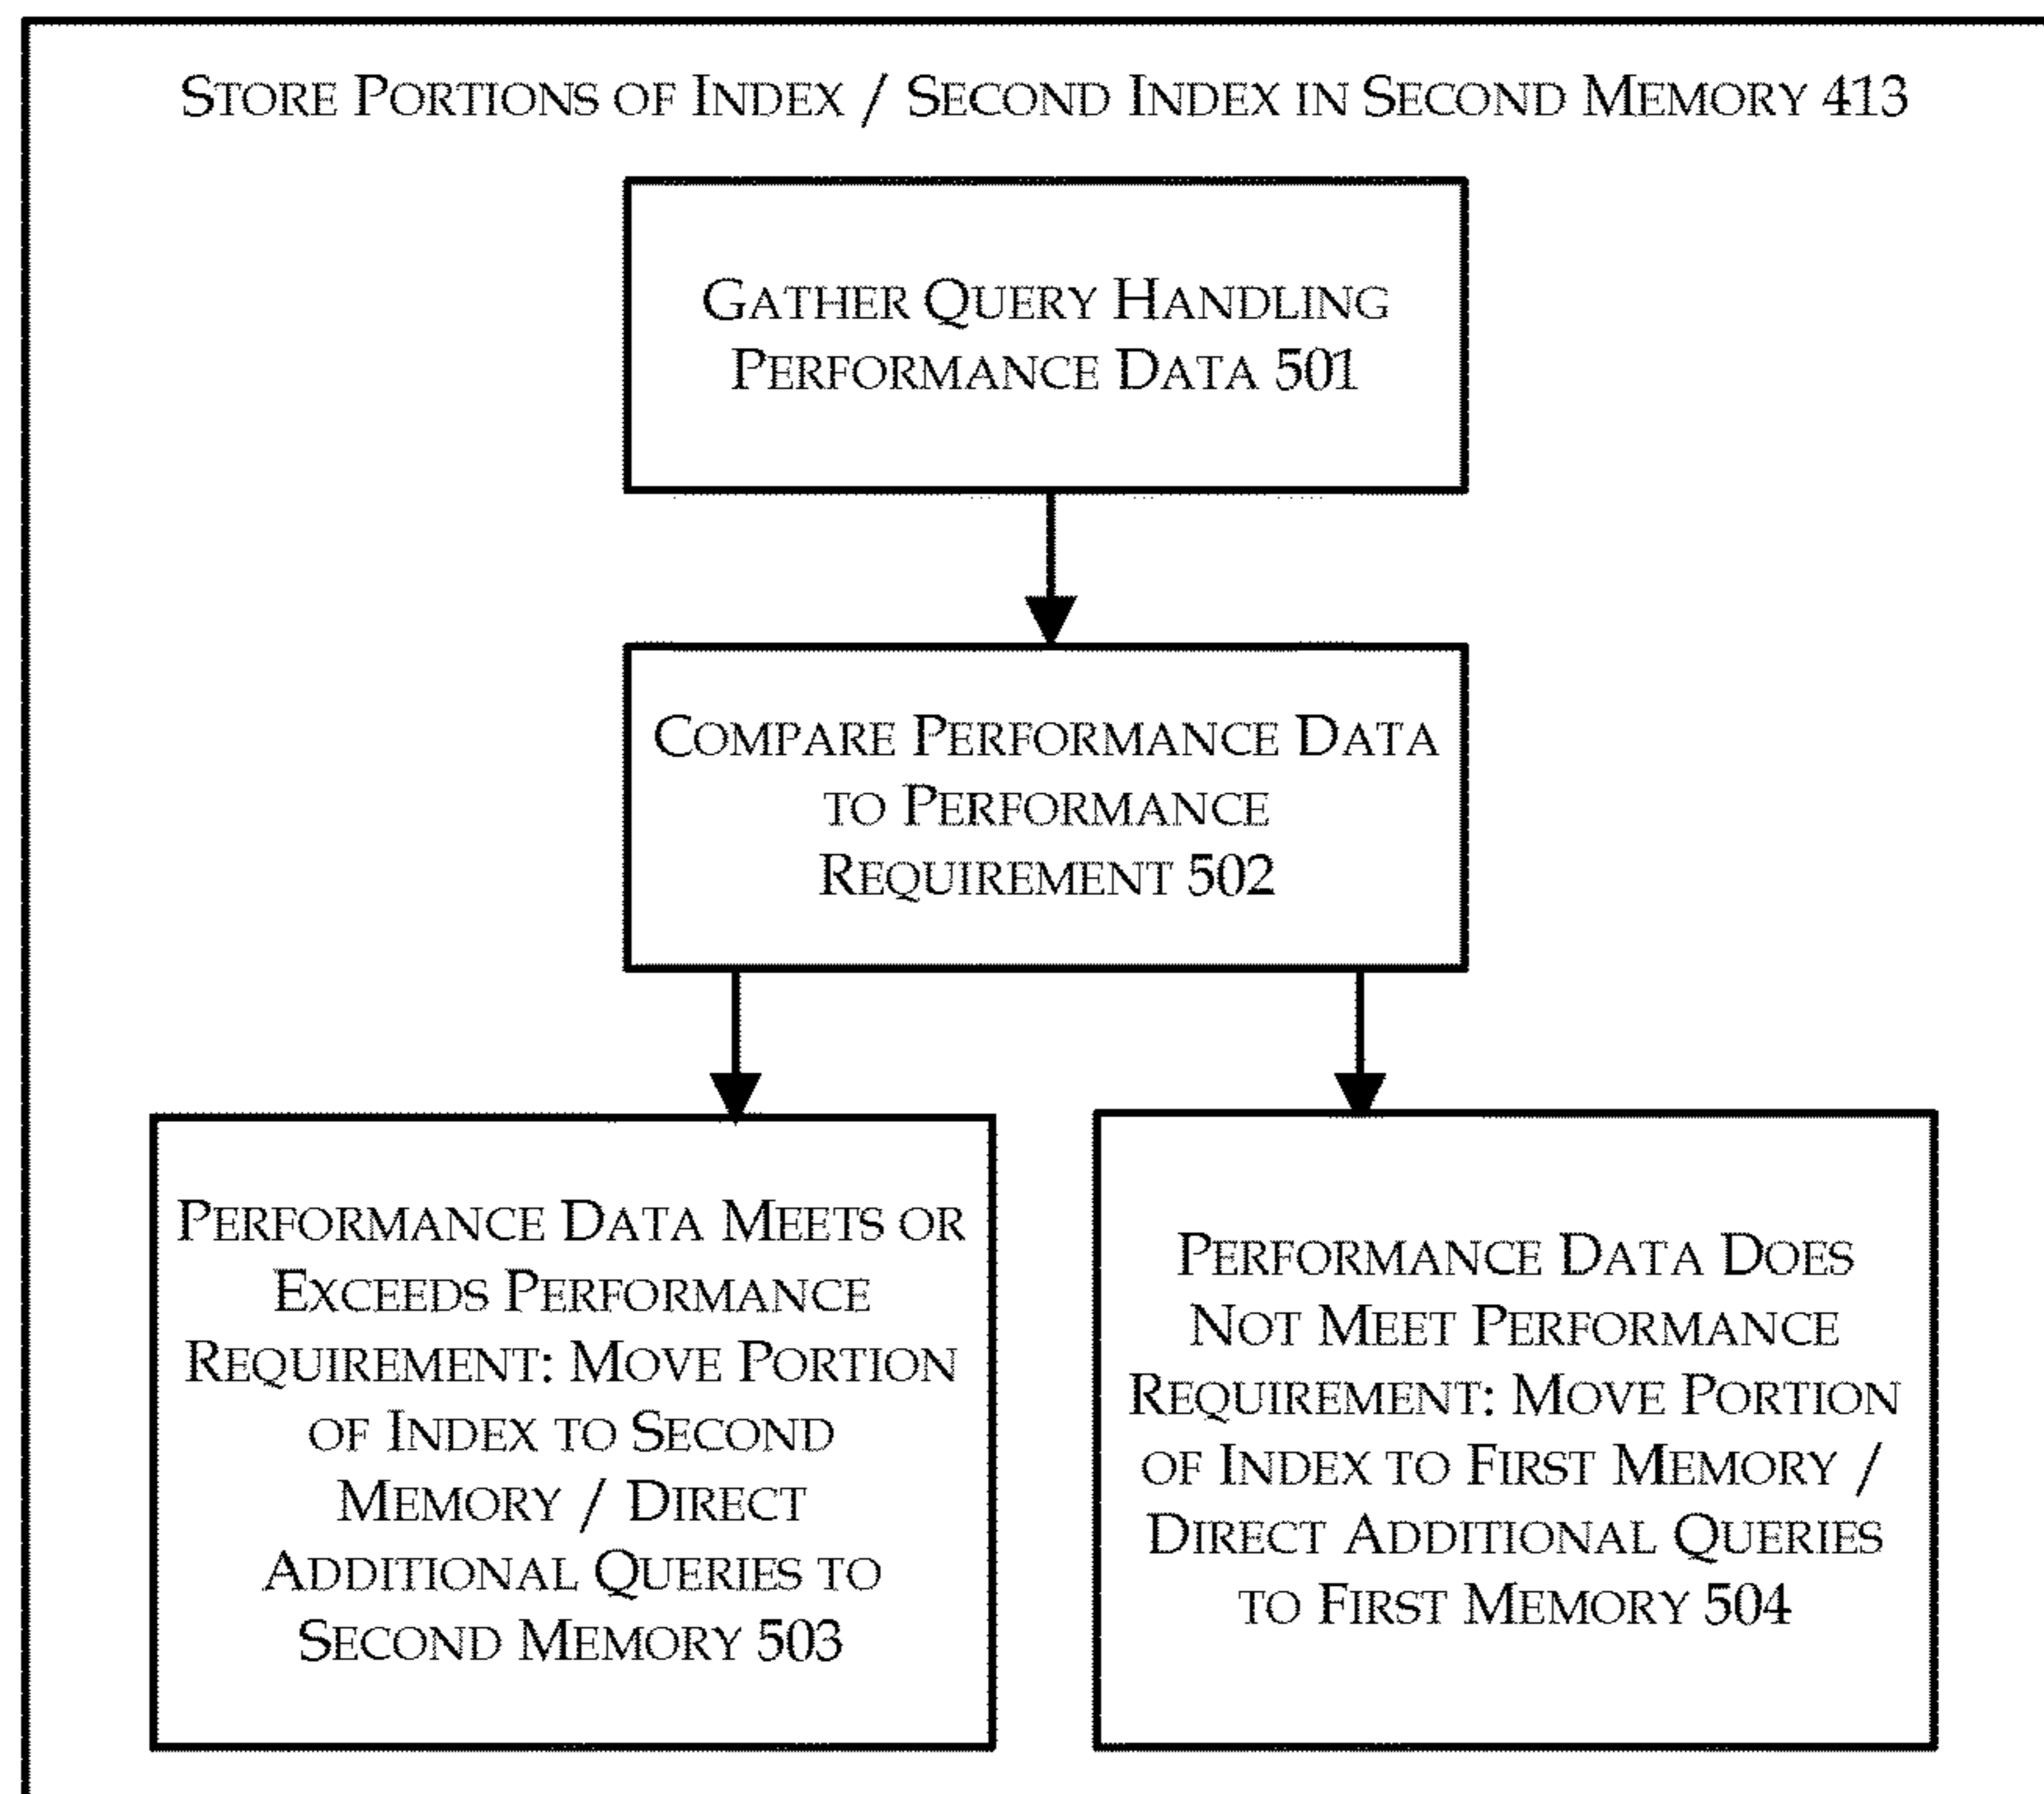 Store Portions of Index / Second Index in Second Memory 413
Gather Query Handling
Performance Data 501
Compare Performance Data
to Performance
Requirement 502
Performance Data Meets or
Exceeds Performance
Requirement: Move Portion
of Index to Second
Memory / Direct
Additional Queries to
Second Memory 503
Performance Data Does
Not Meet Performance
Requirement: Move Portion
of Index to First Memory /
Direct Additional Queries
to First Memory 504